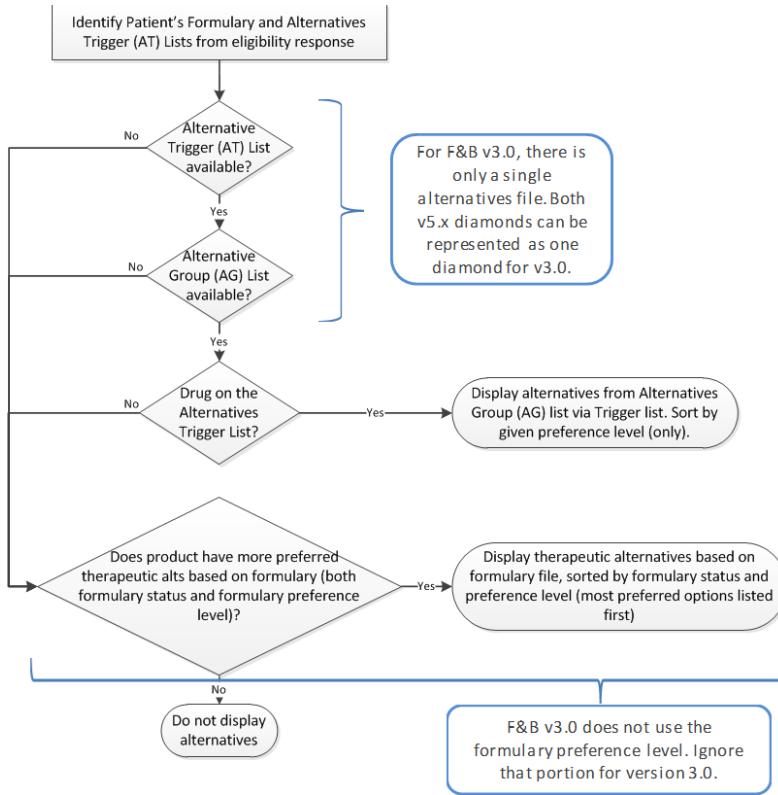 Identify Patient's Formulary and Alternatives
Trigger (AT) Lists from eligibility response
No
Alternative
Trigger (AT) List
available?
For F&B v3.0, there is
only a single
alternatives file. Both
v5.x diamonds can be
represented as one
diamond for v3.0.
Yes
No
Alternative
Group (AG) List
available?
Yes
No
Drug on the
Alternatives
Trigger List?
Yes
Display alternatives from Alternatives
Group (AG) list via Trigger list. Sort by
given preference level (only).
Does product have more preferred
therapeutic alts based on formulary (both
formulary status and formulary preference
level)?
Yes
Display therapeutic alternatives based on
formulary file, sorted by formulary status and
preference level (most preferred options listed
first)
No
Do not display
alternatives
F&B v3.0 does not use the
formulary preference level. Ignore
that portion for version 3.0.